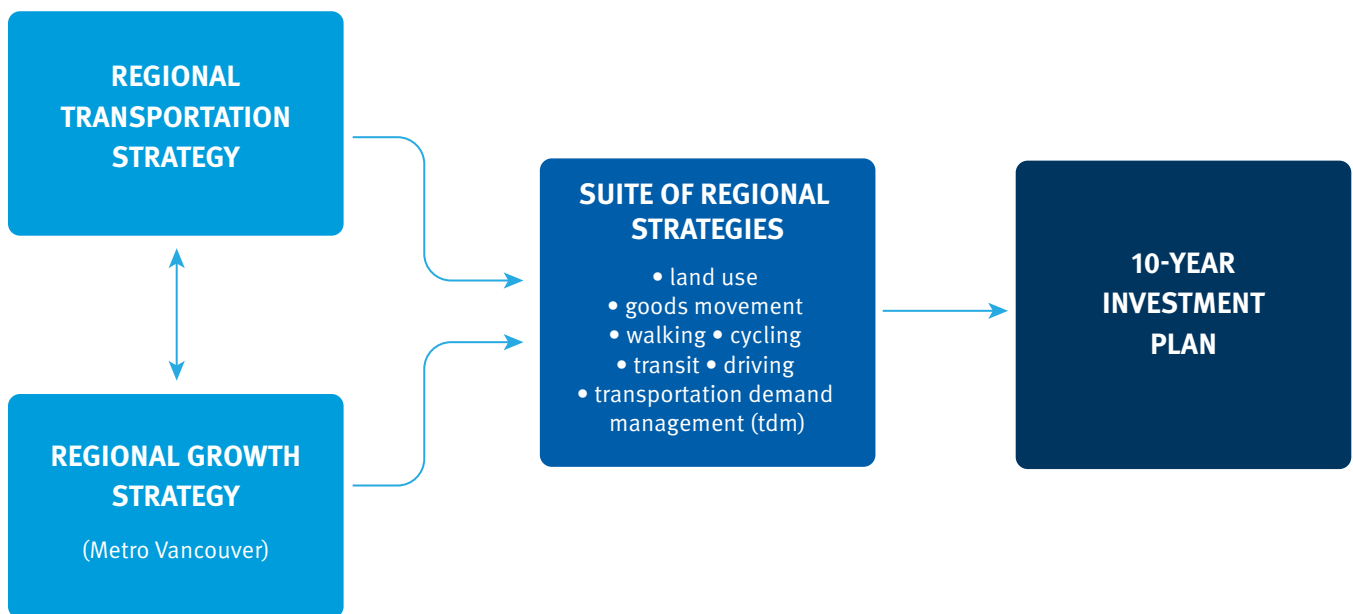 REGIONAL
TRANSPORTATION
STRATEGY
REGIONAL GROWTH
STRATEGY
(Metro Vancouver)
SUITE OF REGIONAL
STRATEGIES
• land use
• goods movement
• walking • cycling
• transit • driving
• transportation demand
management (tdm)
10-YEAR
INVESTMENT
PLAN